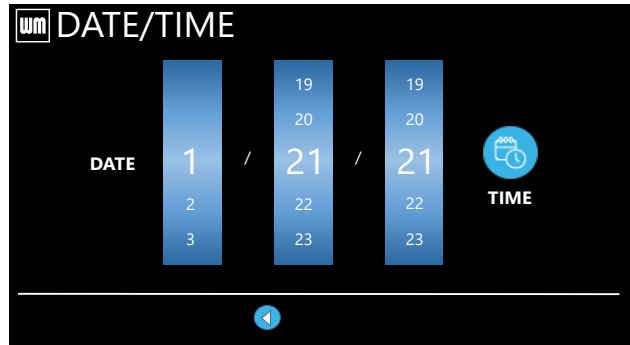 wm DATE/TIME
19 19
20 20
DATE 1 / 21 / 21
2 22 22 TIME
3 23 23